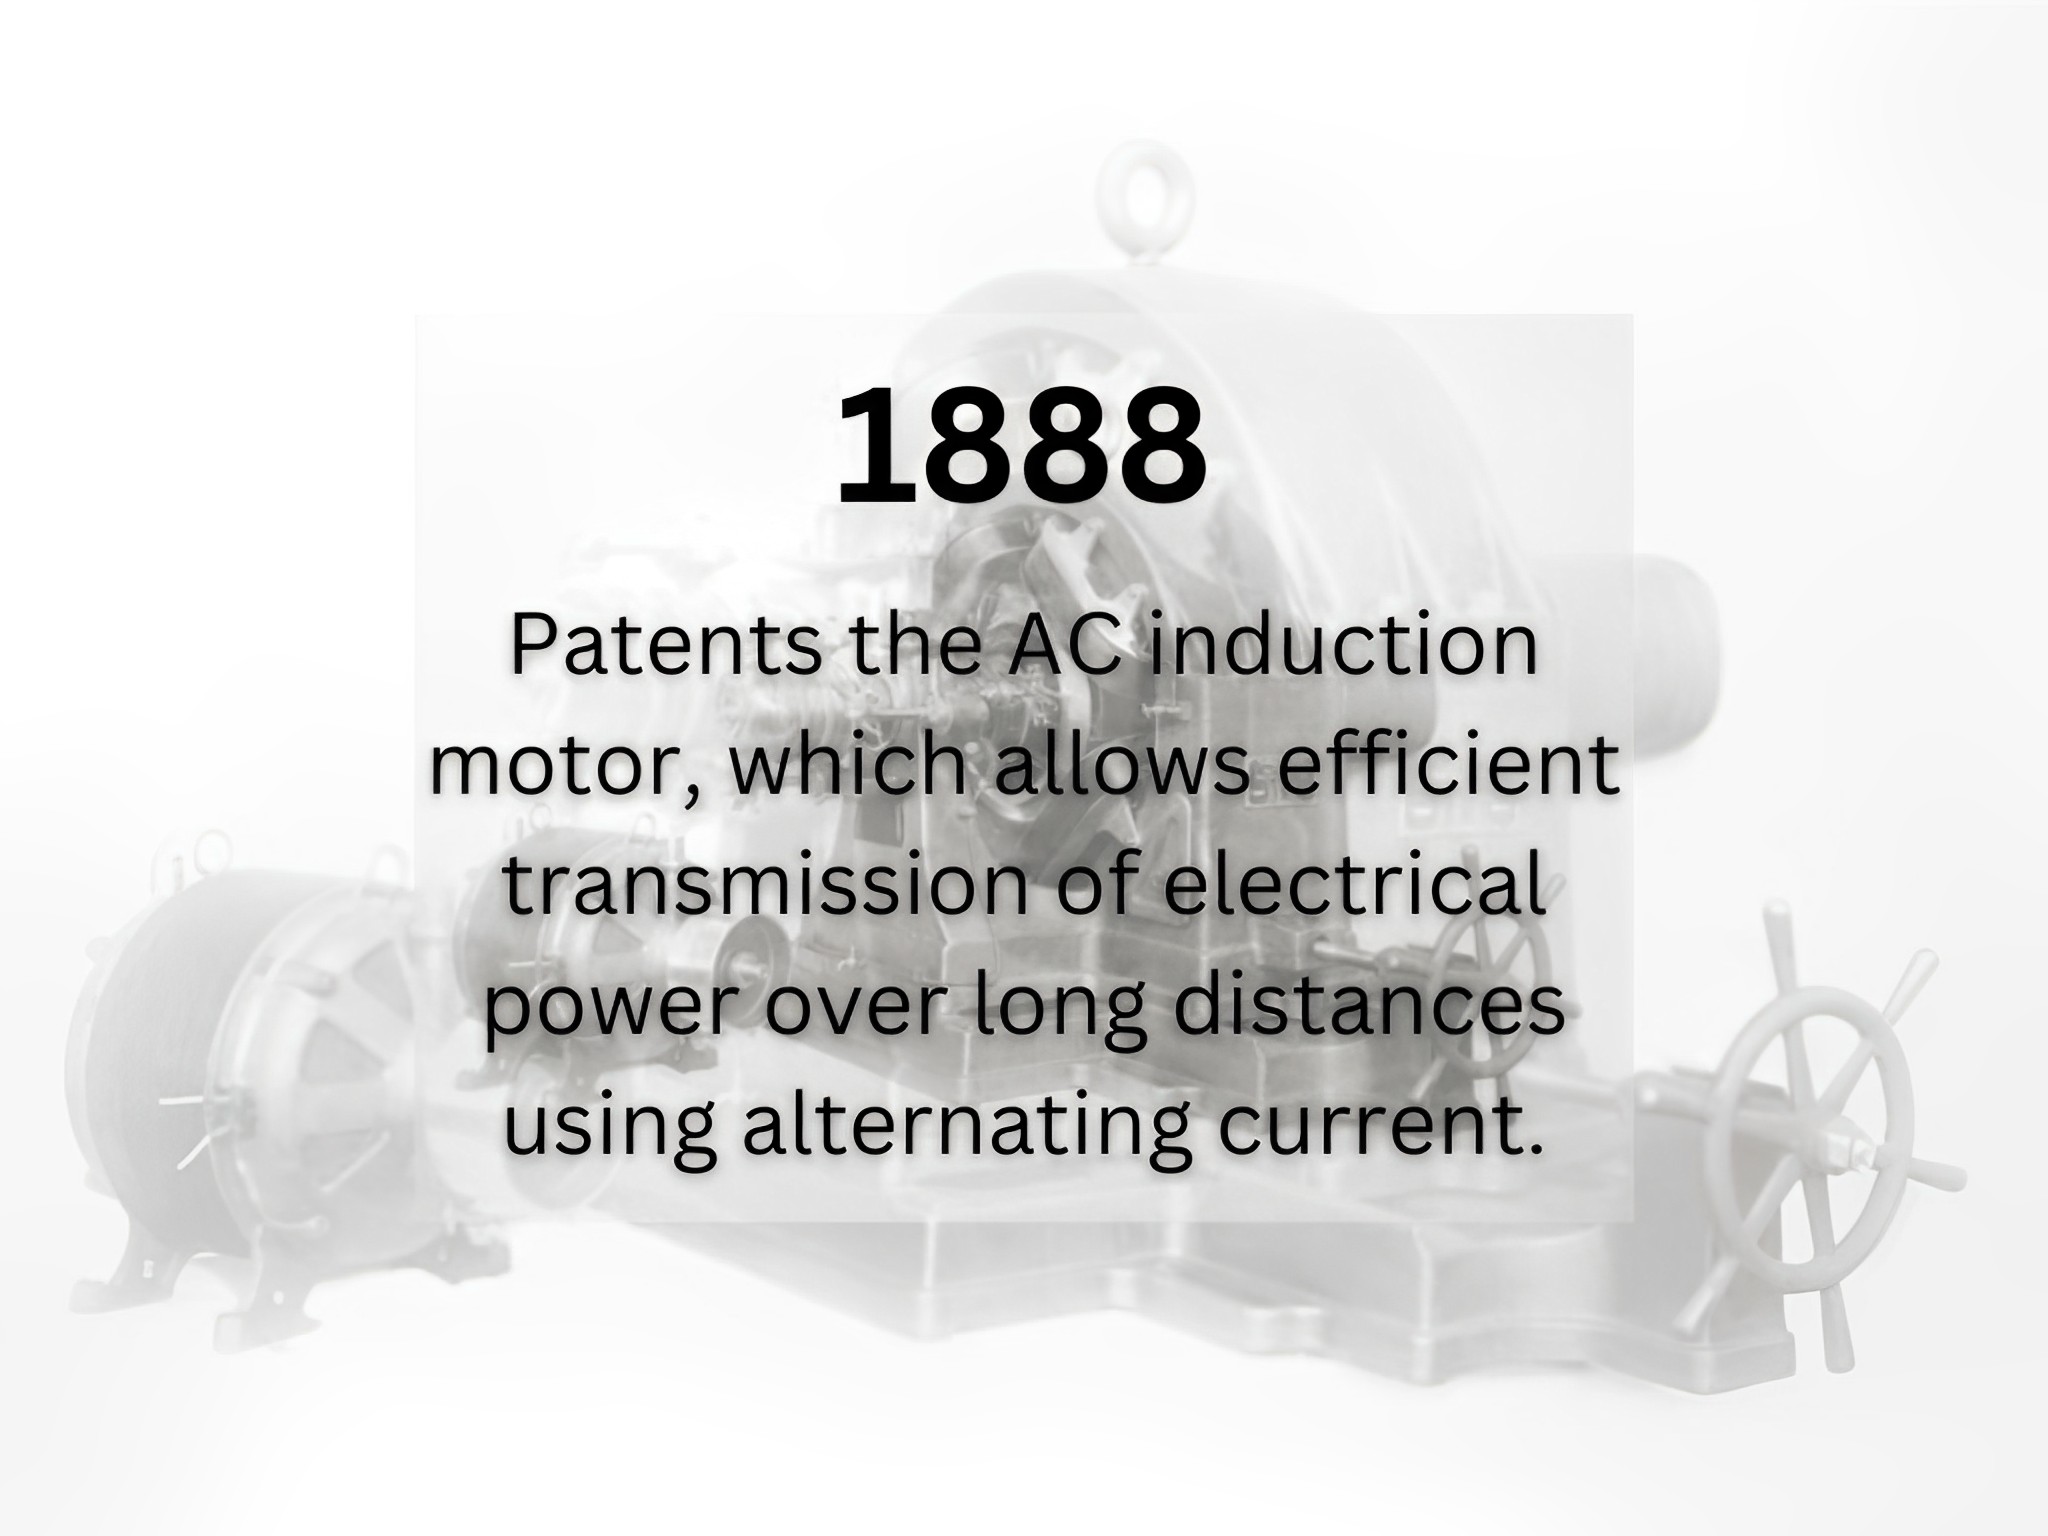 1888
Patents the AC induction
motor, which allows efficient
transmission of electrical
power over long distances
using alternating current.